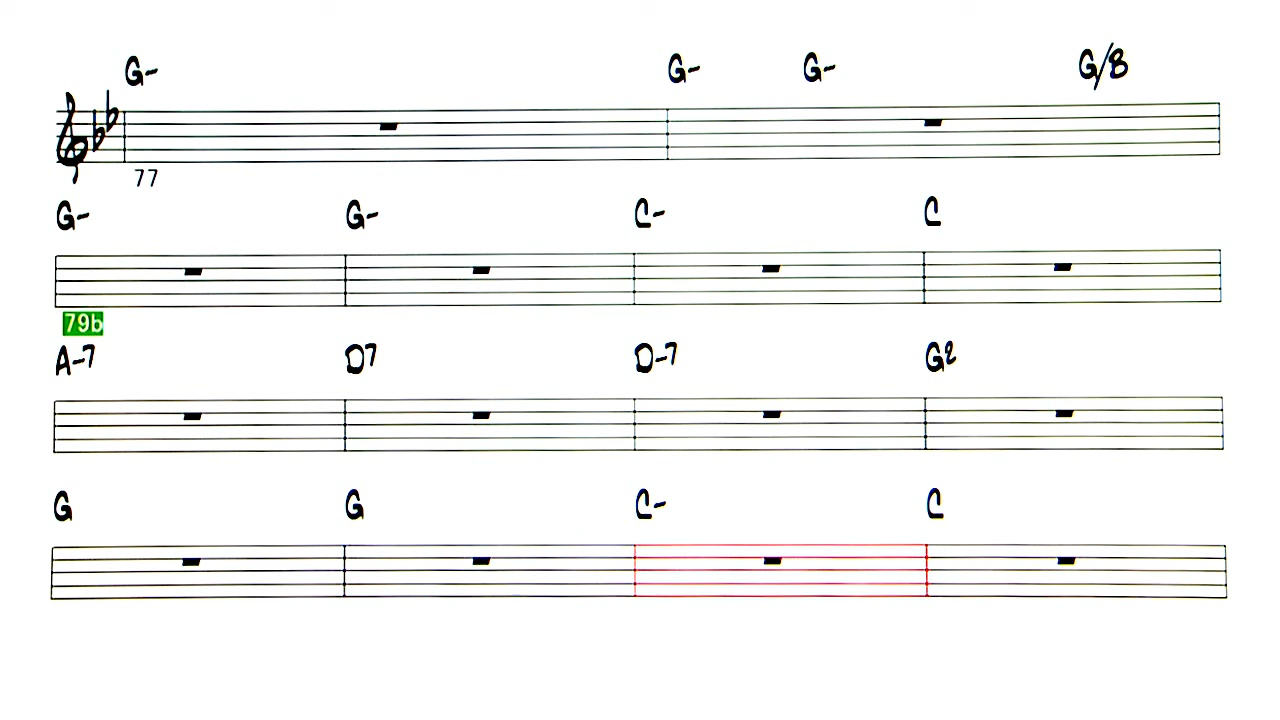 G- G- G- G/B
77
G- G- C- C
79b
A-7 D7 D-7 G2
G G C- C